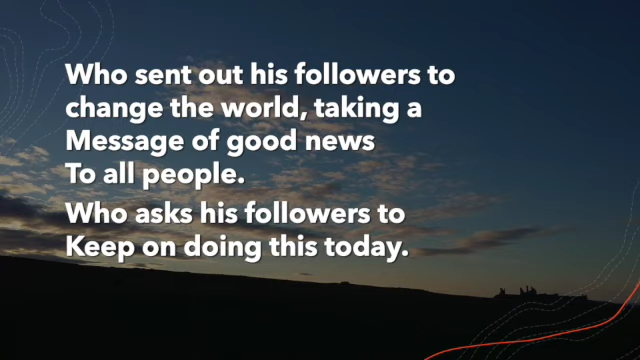 Who sent out his followers to
change the world, taking a
Message of good news
To all people.
Who asks his followers to
Keep on doing this today.